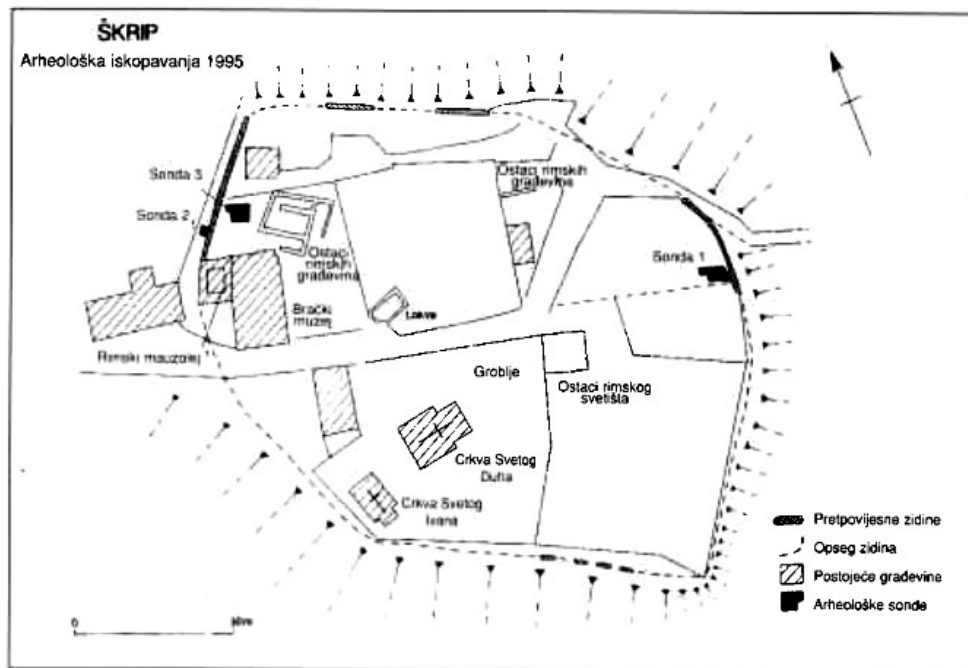 ŠKRIP
Arheološka iskopavanja 1995
Sonda 3
Sonda 2
Ostaci rimskih
građevina
Ostaci
rimskih
građevina
Sonda 1
Brački
muzej
Lokva
Rimski mauzolej
Groblje
Ostaci rimskog
svetišta
Crkva Svetog
Duha
Crkva Svetog
Ivana
Pretpovijesne zidine
Opseg zidina
Postojeće građevine
Arheološke sonde
0